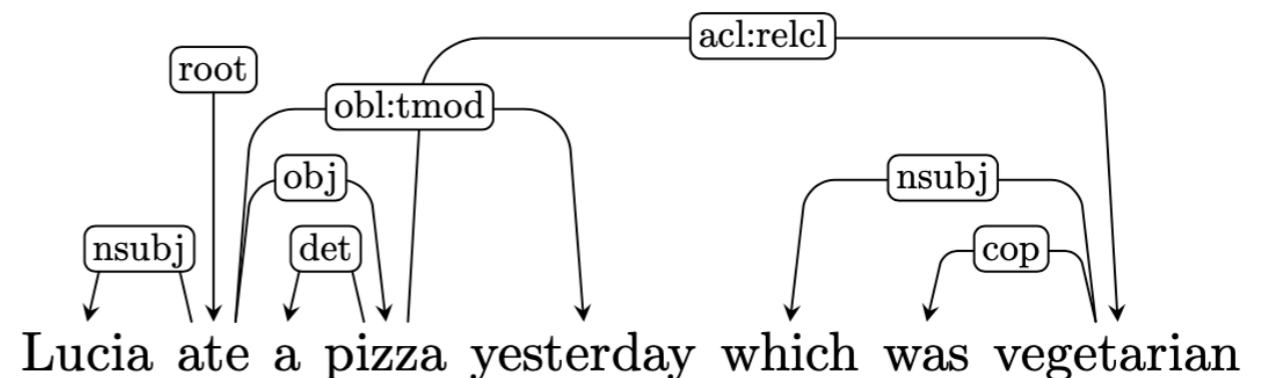 acl:relcl
root
obl:tmod
obj
nsubj
nsubj
det
cop
Lucia ate a pizza yesterday which was vegetarian